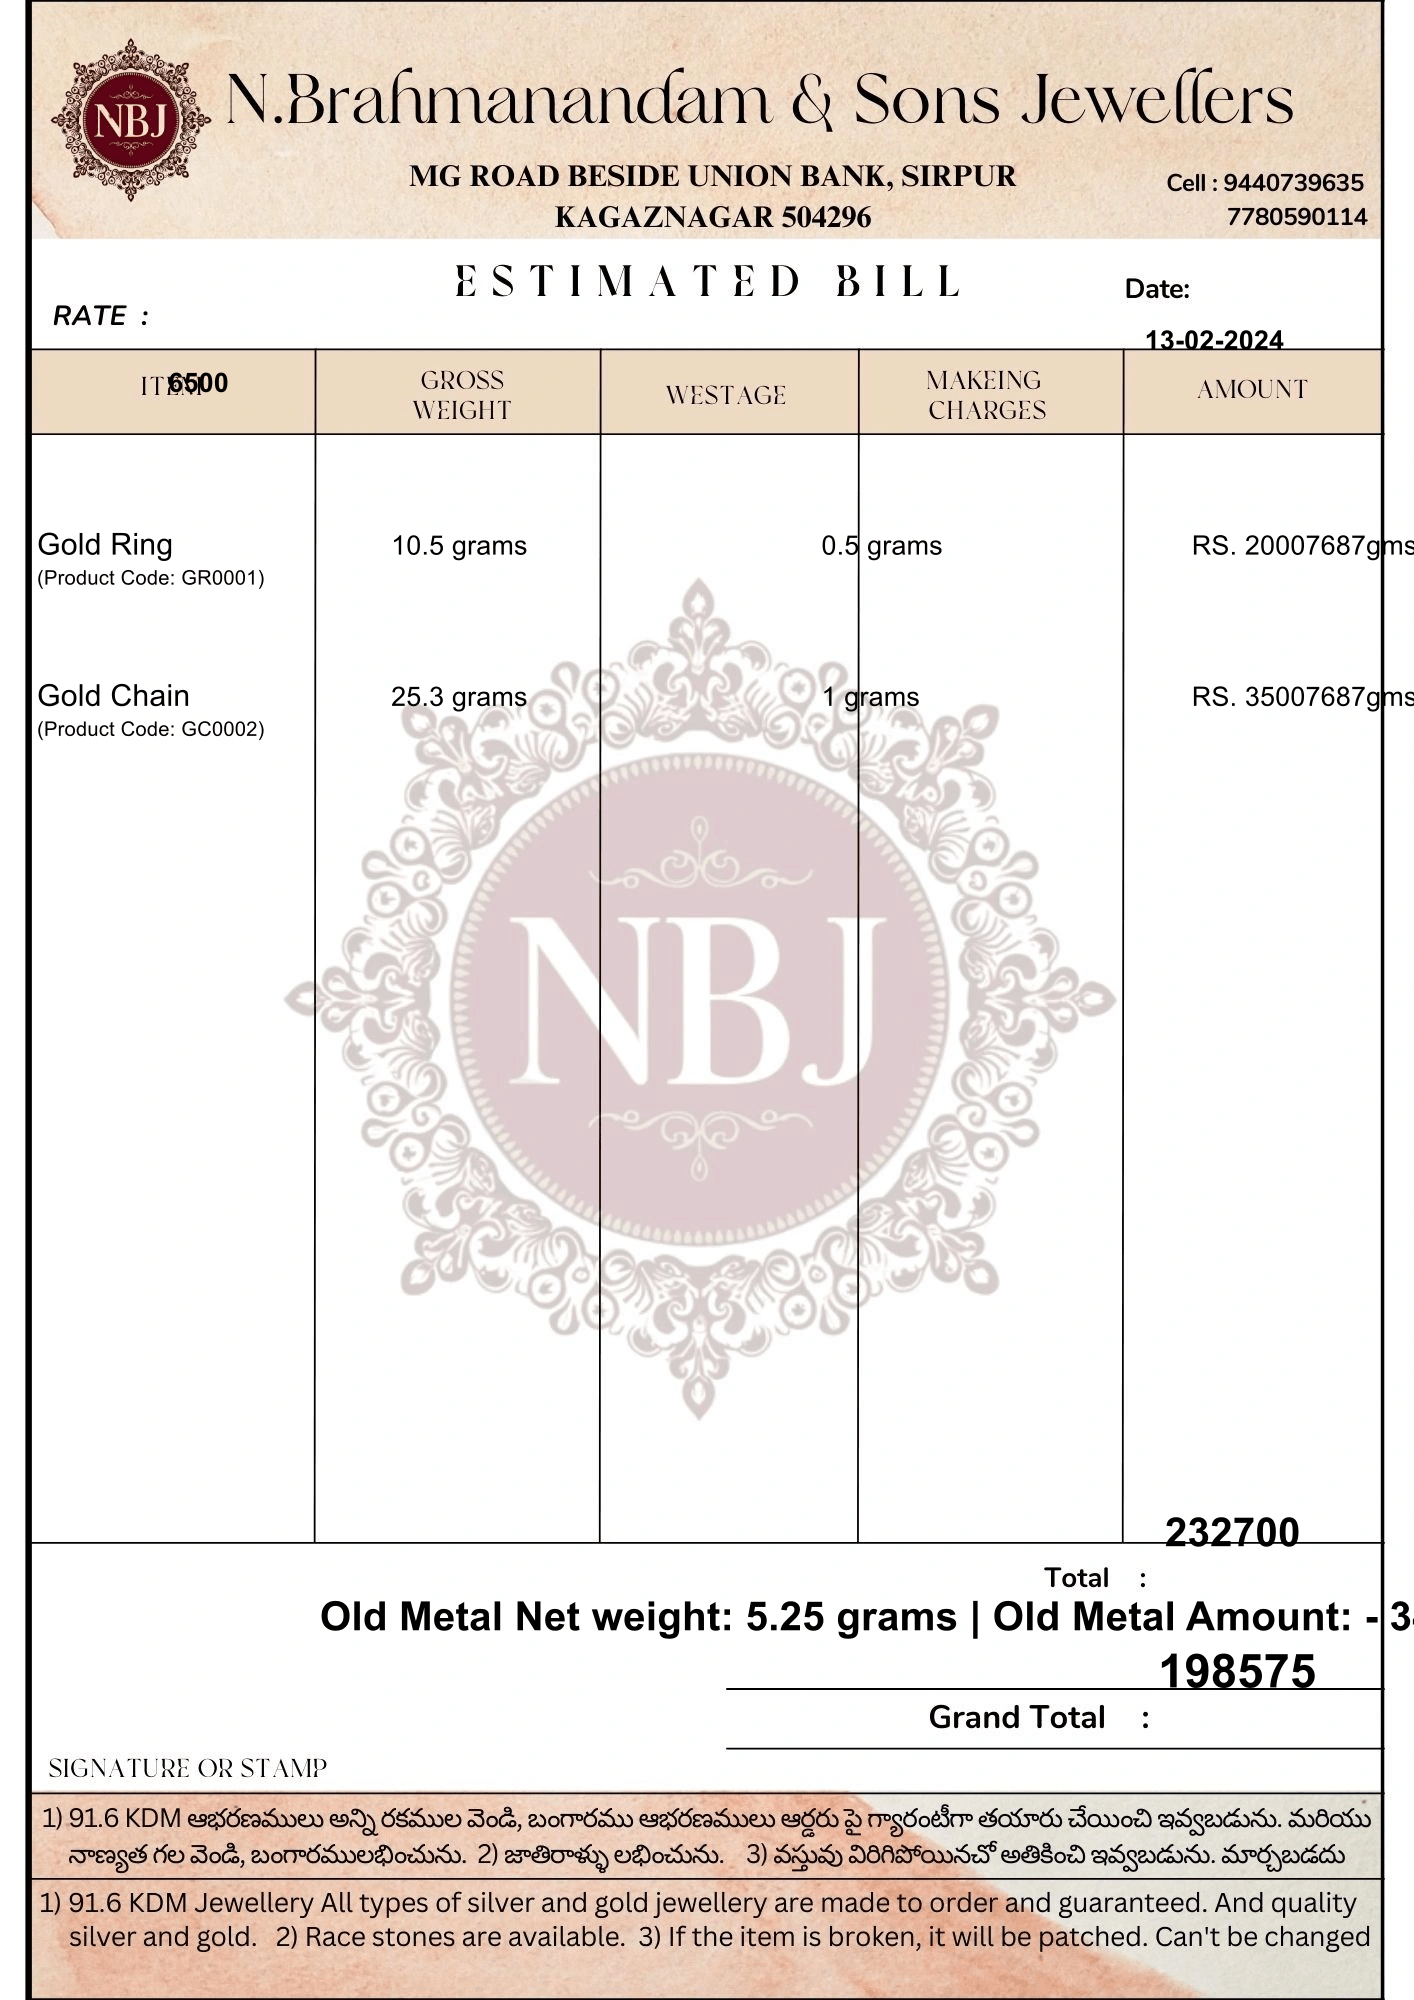 NBJ
N.Brahmanandam & Sons Jewellers
MG ROAD BESIDE UNION BANK, SIRPUR
KAGAZNAGAR 504296
Cell : 9440739635
7780590114
ESTIMATED BILL
Date:
RATE :
13-02-2024
ITEM
6500
GROSS
WEIGHT
WESTAGE
MAKEING
CHARGES
AMOUNT
Gold Ring 10.5 grams 0.5 grams RS. 20007687gms
(Product Code: GR0001)
Gold Chain 25.3 grams 1 grams RS. 35007687gms
(Product Code: GC0002)
NBJ
232700
Total :
Old Metal Net weight: 5.25 grams | Old Metal Amount: - 3
198575
Grand Total :
SIGNATURE OR STAMP
1) 91.6 KDM ఆభరణములు అన్ని రకముల వెండి, బంగారము ఆభరణములు ఆర్డరు పై గ్యారంటీగా తయారు చేయించి ఇవ్వబడును. మరియు
నాణ్యత గల వెండి, బంగారములభించును. 2) జాతిరాళ్ళు లభించును. 3) వస్తువు విరిగిపోయినచో అతికించి ఇవ్వబడును. మార్చబడదు
1) 91.6 KDM Jewellery All types of silver and gold jewellery are made to order and guaranteed. And quality
silver and gold. 2) Race stones are available. 3) If the item is broken, it will be patched. Can't be changed